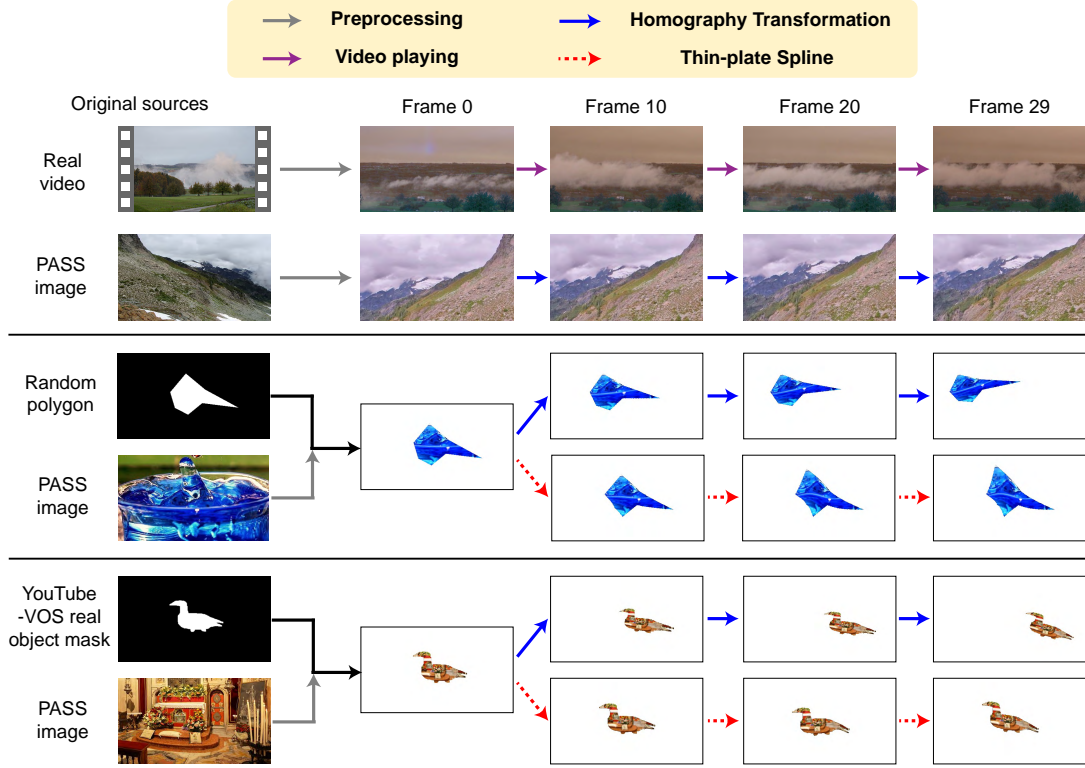 Preprocessing
Homography Transformation
Video playing
Thin-plate Spline
Original sources
Frame 0
Frame 10
Frame 20
Frame 29
Real
video
PASS
image
Random
polygon
PASS
image
YouTube
-VOS real
object mask
PASS
image